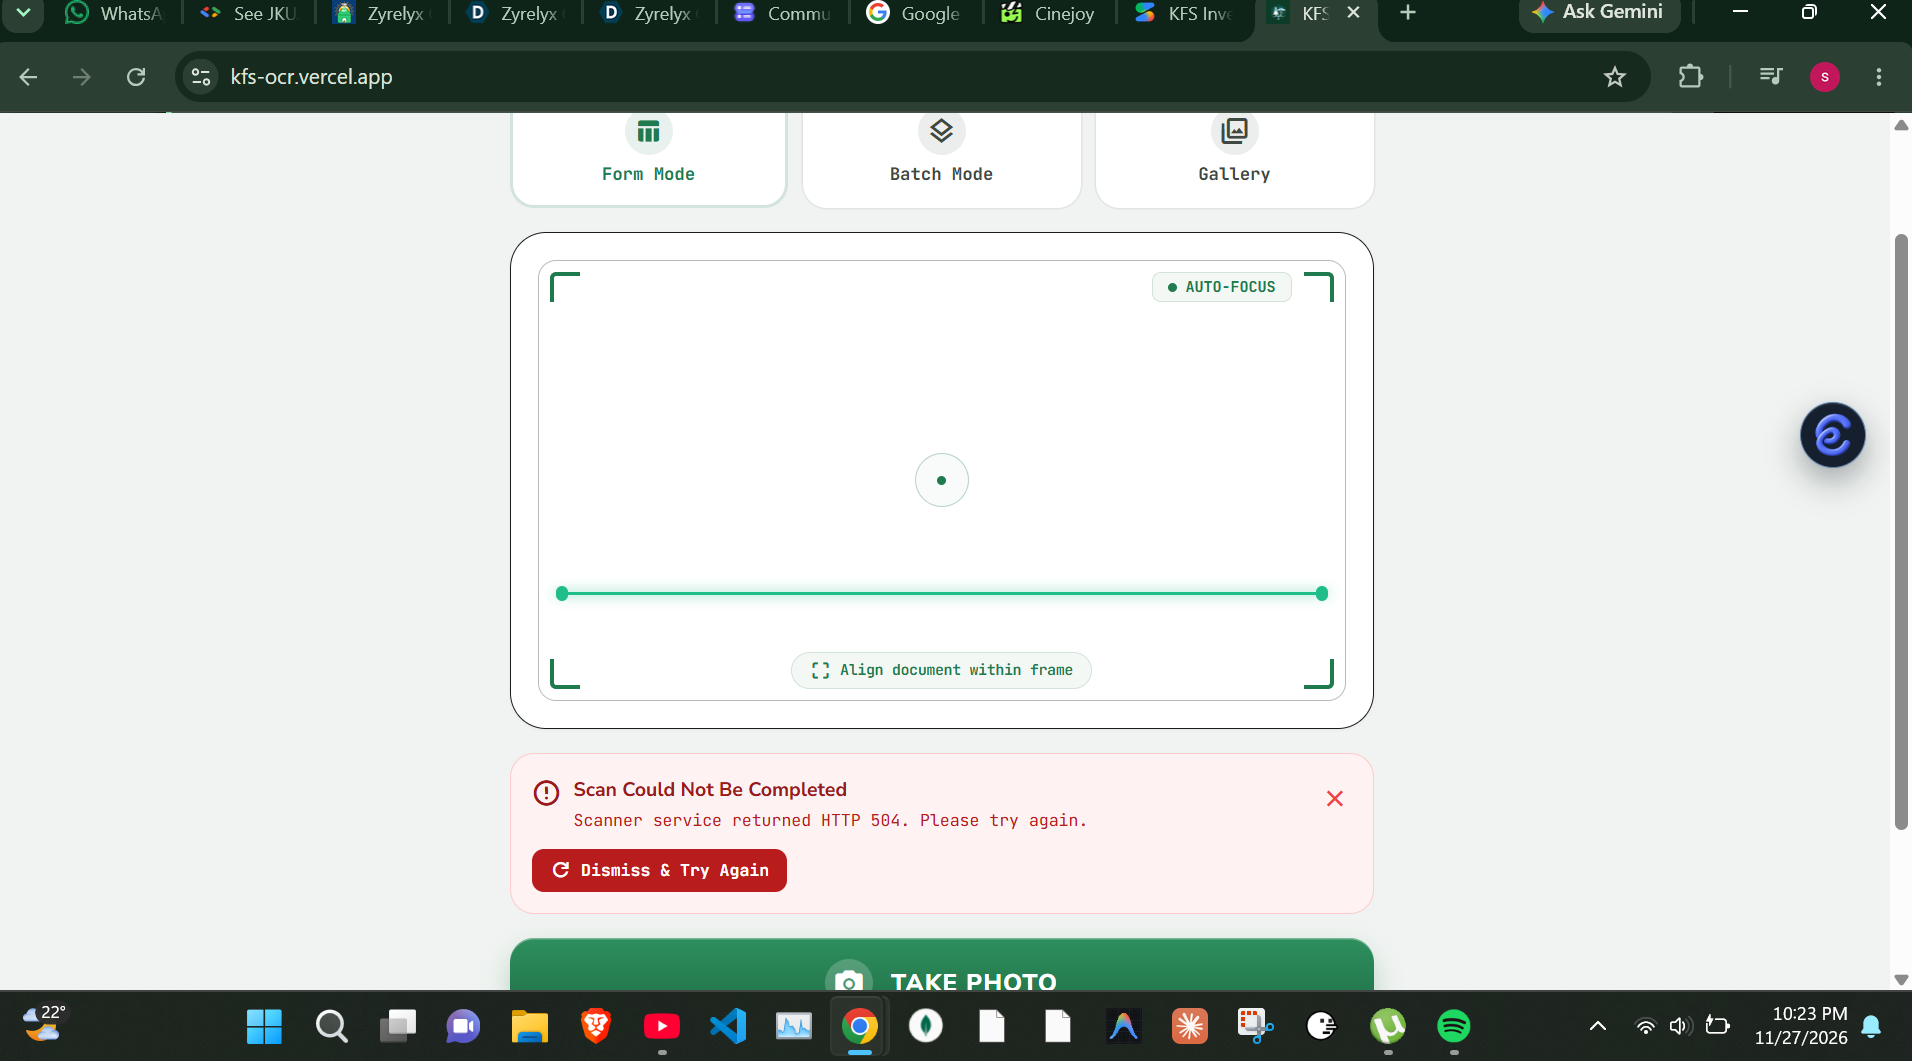 WhatsA
See JKU
Zyrelyx
Zyrelyx
Zyrelyx
Commu
Google
Cinejoy
KFS Inve
KFS
Ask Gemini
kfs-ocr.vercel.app
s
Form Mode
Batch Mode
Gallery
AUTO-FOCUS
Align document within frame
Scan Could Not Be Completed
Scanner service returned HTTP 504. Please try again.
Dismiss & Try Again
TAKE PHOTO
22°
10:23 PM
11/27/2026